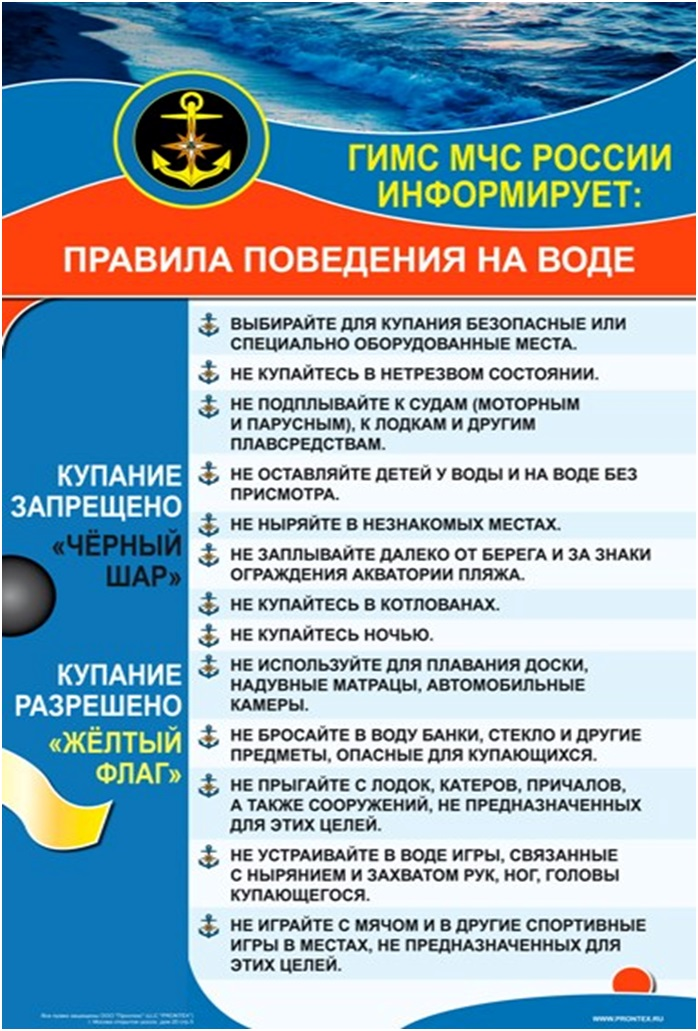 ГИМС МЧС РОССИИ
ИНФОРМИРУЕТ:
ПРАВИЛА ПОВЕДЕНИЯ НА ВОДЕ
КУПАНИЕ
ЗАПРЕЩЕНО
«ЧЁРНЫЙ
ШАР»
КУПАНИЕ
РАЗРЕШЕНО
«ЖЁЛТЫЙ
ФЛАГ»
ВЫБИРАЙТЕ ДЛЯ КУПАНИЯ БЕЗОПАСНЫЕ ИЛИ
СПЕЦИАЛЬНО ОБОРУДОВАННЫЕ МЕСТА.
НЕ КУПАЙТЕСЬ В НЕТРЕЗВОМ СОСТОЯНИИ.
НЕ ПОДПЛЫВАЙТЕ К СУДАМ (МОТОРНЫМ
И ПАРУСНЫМ), К ЛОДКАМ И ДРУГИМ
ПЛАВСРЕДСТВАМ.
НЕ ОСТАВЛЯЙТЕ ДЕТЕЙ У ВОДЫ И НА ВОДЕ БЕЗ
ПРИСМОТРА.
НЕ НЫРЯЙТЕ В НЕЗНАКОМЫХ МЕСТАХ.
НЕ ЗАПЛЫВАЙТЕ ДАЛЕКО ОТ БЕРЕГА И ЗА ЗНАКИ
ОГРАЖДЕНИЯ АКВАТОРИИ ПЛЯЖА.
НЕ КУПАЙТЕСЬ В КОТЛОВАНАХ.
НЕ КУПАЙТЕСЬ НОЧЬЮ.
НЕ ИСПОЛЬЗУЙТЕ ДЛЯ ПЛАВАНИЯ ДОСКИ,
НАДУВНЫЕ МАТРАЦЫ, АВТОМОБИЛЬНЫЕ
КАМЕРЫ.
НЕ БРОСАЙТЕ В ВОДУ БАНКИ, СТЕКЛО И ДРУГИЕ
ПРЕДМЕТЫ, ОПАСНЫЕ ДЛЯ КУПАЮЩИХСЯ.
НЕ ПРЫГАЙТЕ С ЛОДОК, КАТЕРОВ, ПРИЧАЛОВ,
А ТАКЖЕ СООРУЖЕНИЙ, НЕ ПРЕДНАЗНАЧЕННЫХ
ДЛЯ ЭТИХ ЦЕЛЕЙ.
НЕ УСТРАИВАЙТЕ В ВОДЕ ИГРЫ, СВЯЗАННЫЕ
С НЫРЯНИЕМ И ЗАХВАТОМ РУК, НОГ, ГОЛОВЫ
КУПАЮЩЕГОСЯ.
НЕ ИГРАЙТЕ С МЯЧОМ И В ДРУГИЕ СПОРТИВНЫЕ
ИГРЫ В МЕСТАХ, НЕ ПРЕДНАЗНАЧЕННЫХ ДЛЯ
ЭТИХ ЦЕЛЕЙ.
WWW.PRONTEX.RU